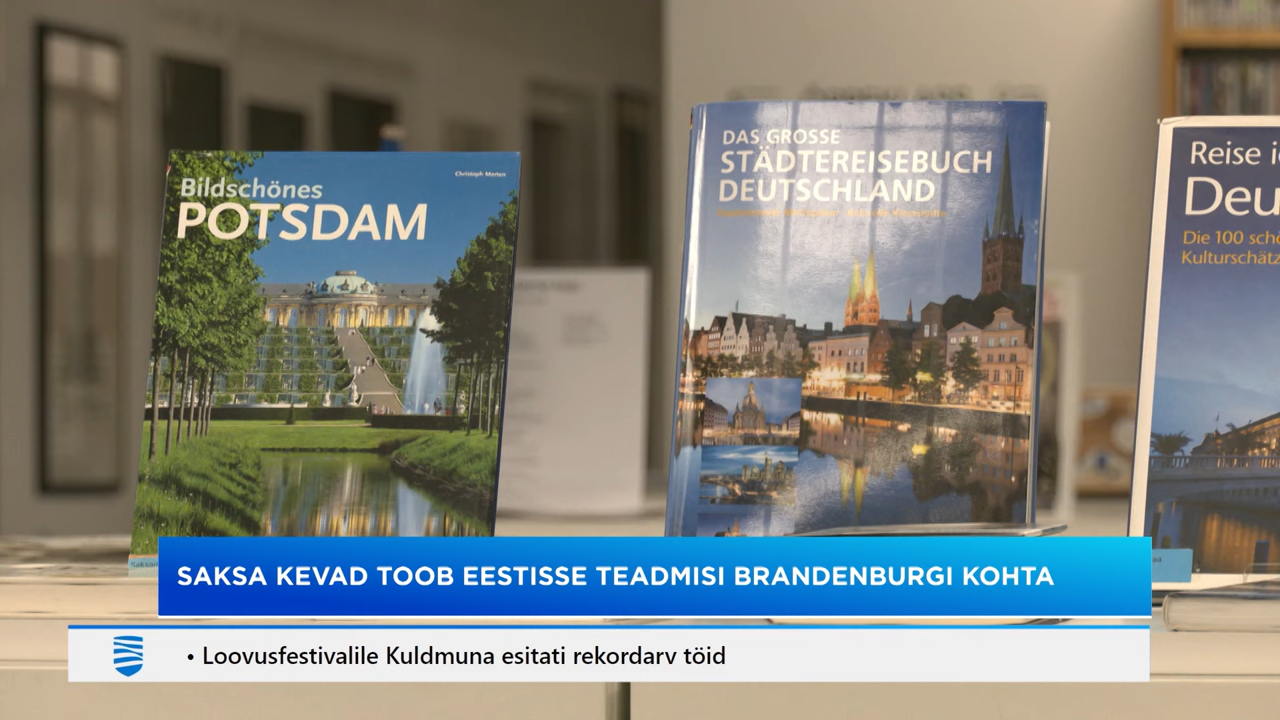 Christoph Merten
Bildschönes
POTSDAM
DAS GROSSE
STÄDTEREISEBUCH
DEUTSCHLAND
Reise
Deu
Die 100 schö
Kulturschätz
SAKSA KEVAD TOOB EESTISSE TEADMISI BRANDENBURGI KOHTA
• Loovusfestivalile Kuldmuna esitati rekordarv töid